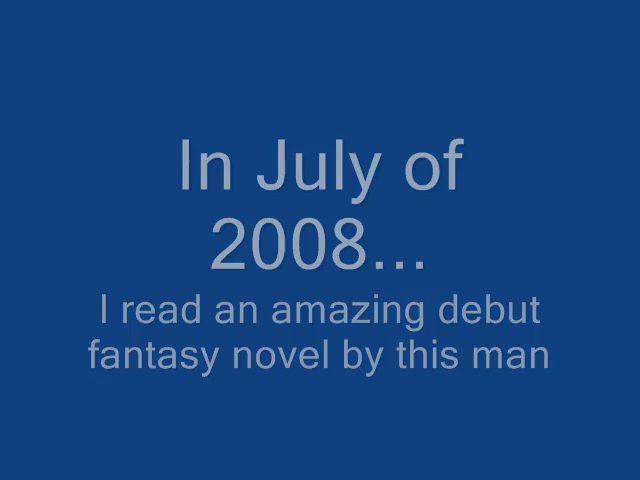 In July of
2008...
I read an amazing debut
fantasy novel by this man